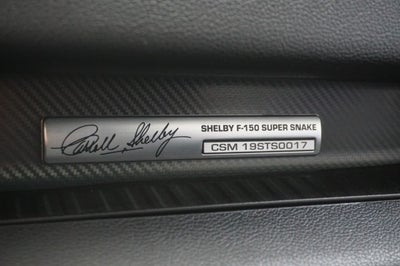 Carroll Shelby
SHELBY F-150 SUPER SNAKE
CSM 19STS0017